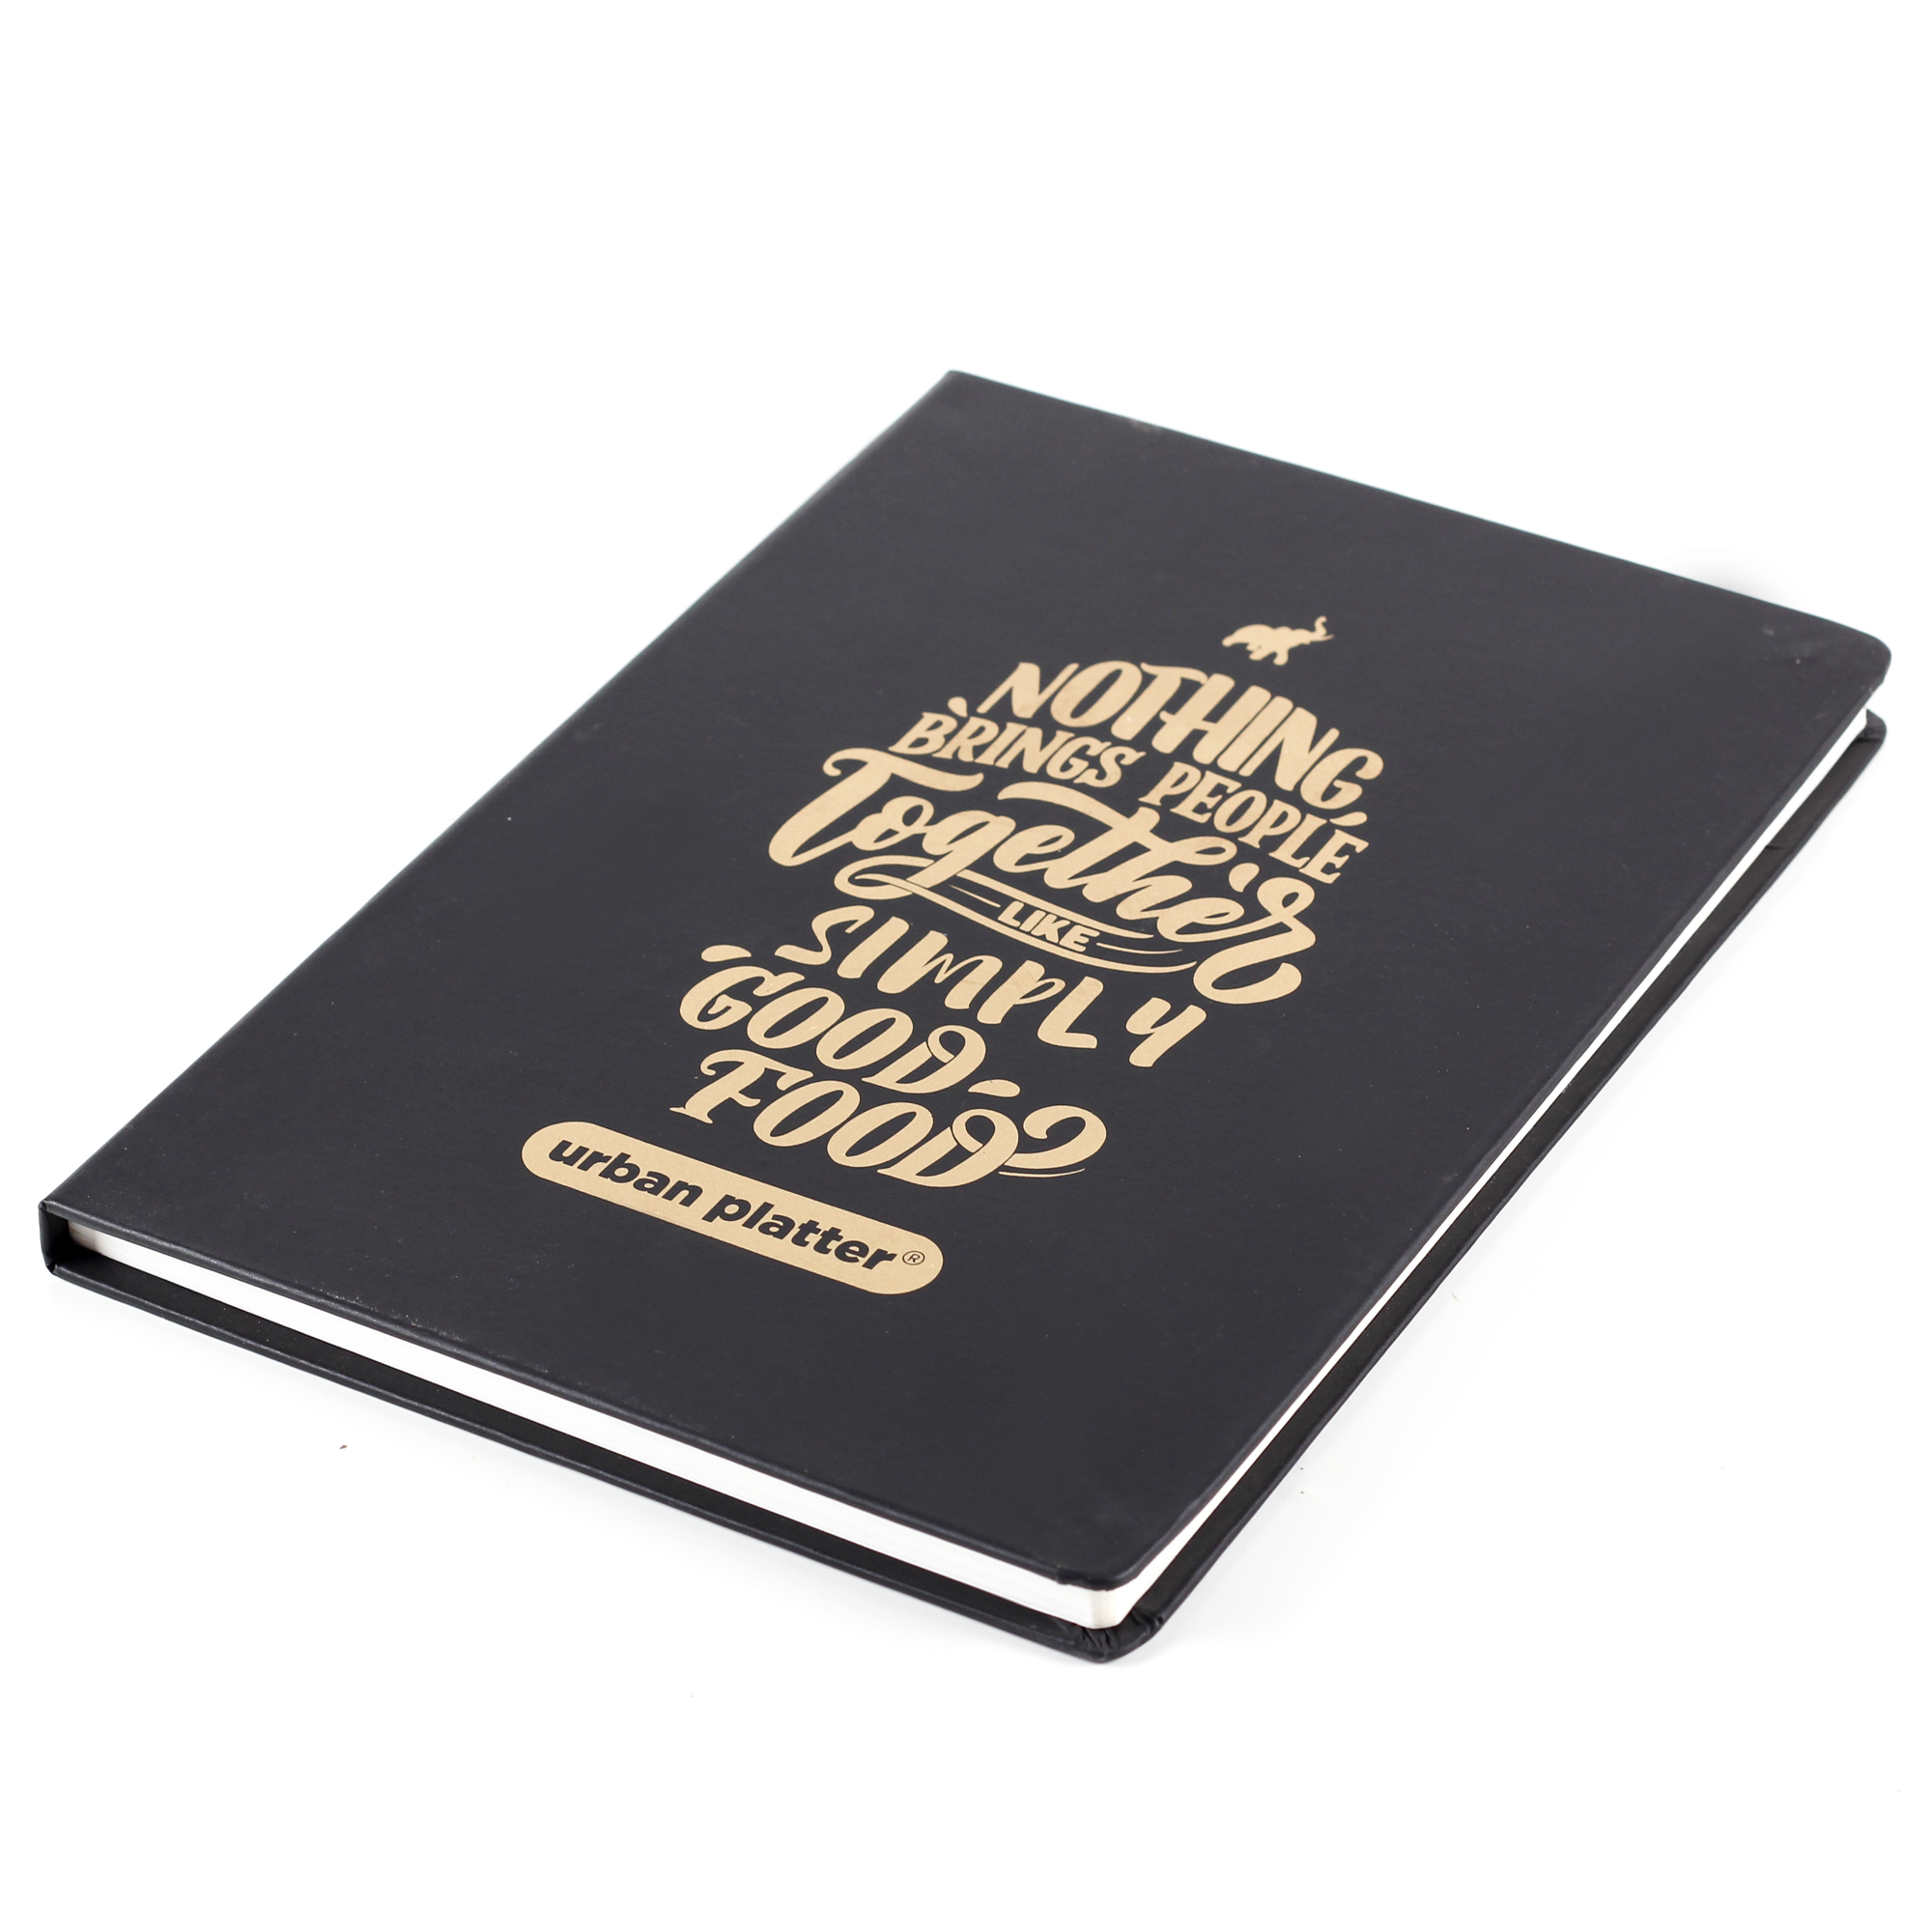 NOTHING
BRINGS PEOPLE
Together
LIKE
SIMPLY
GOOD
FOOD
urban platter®